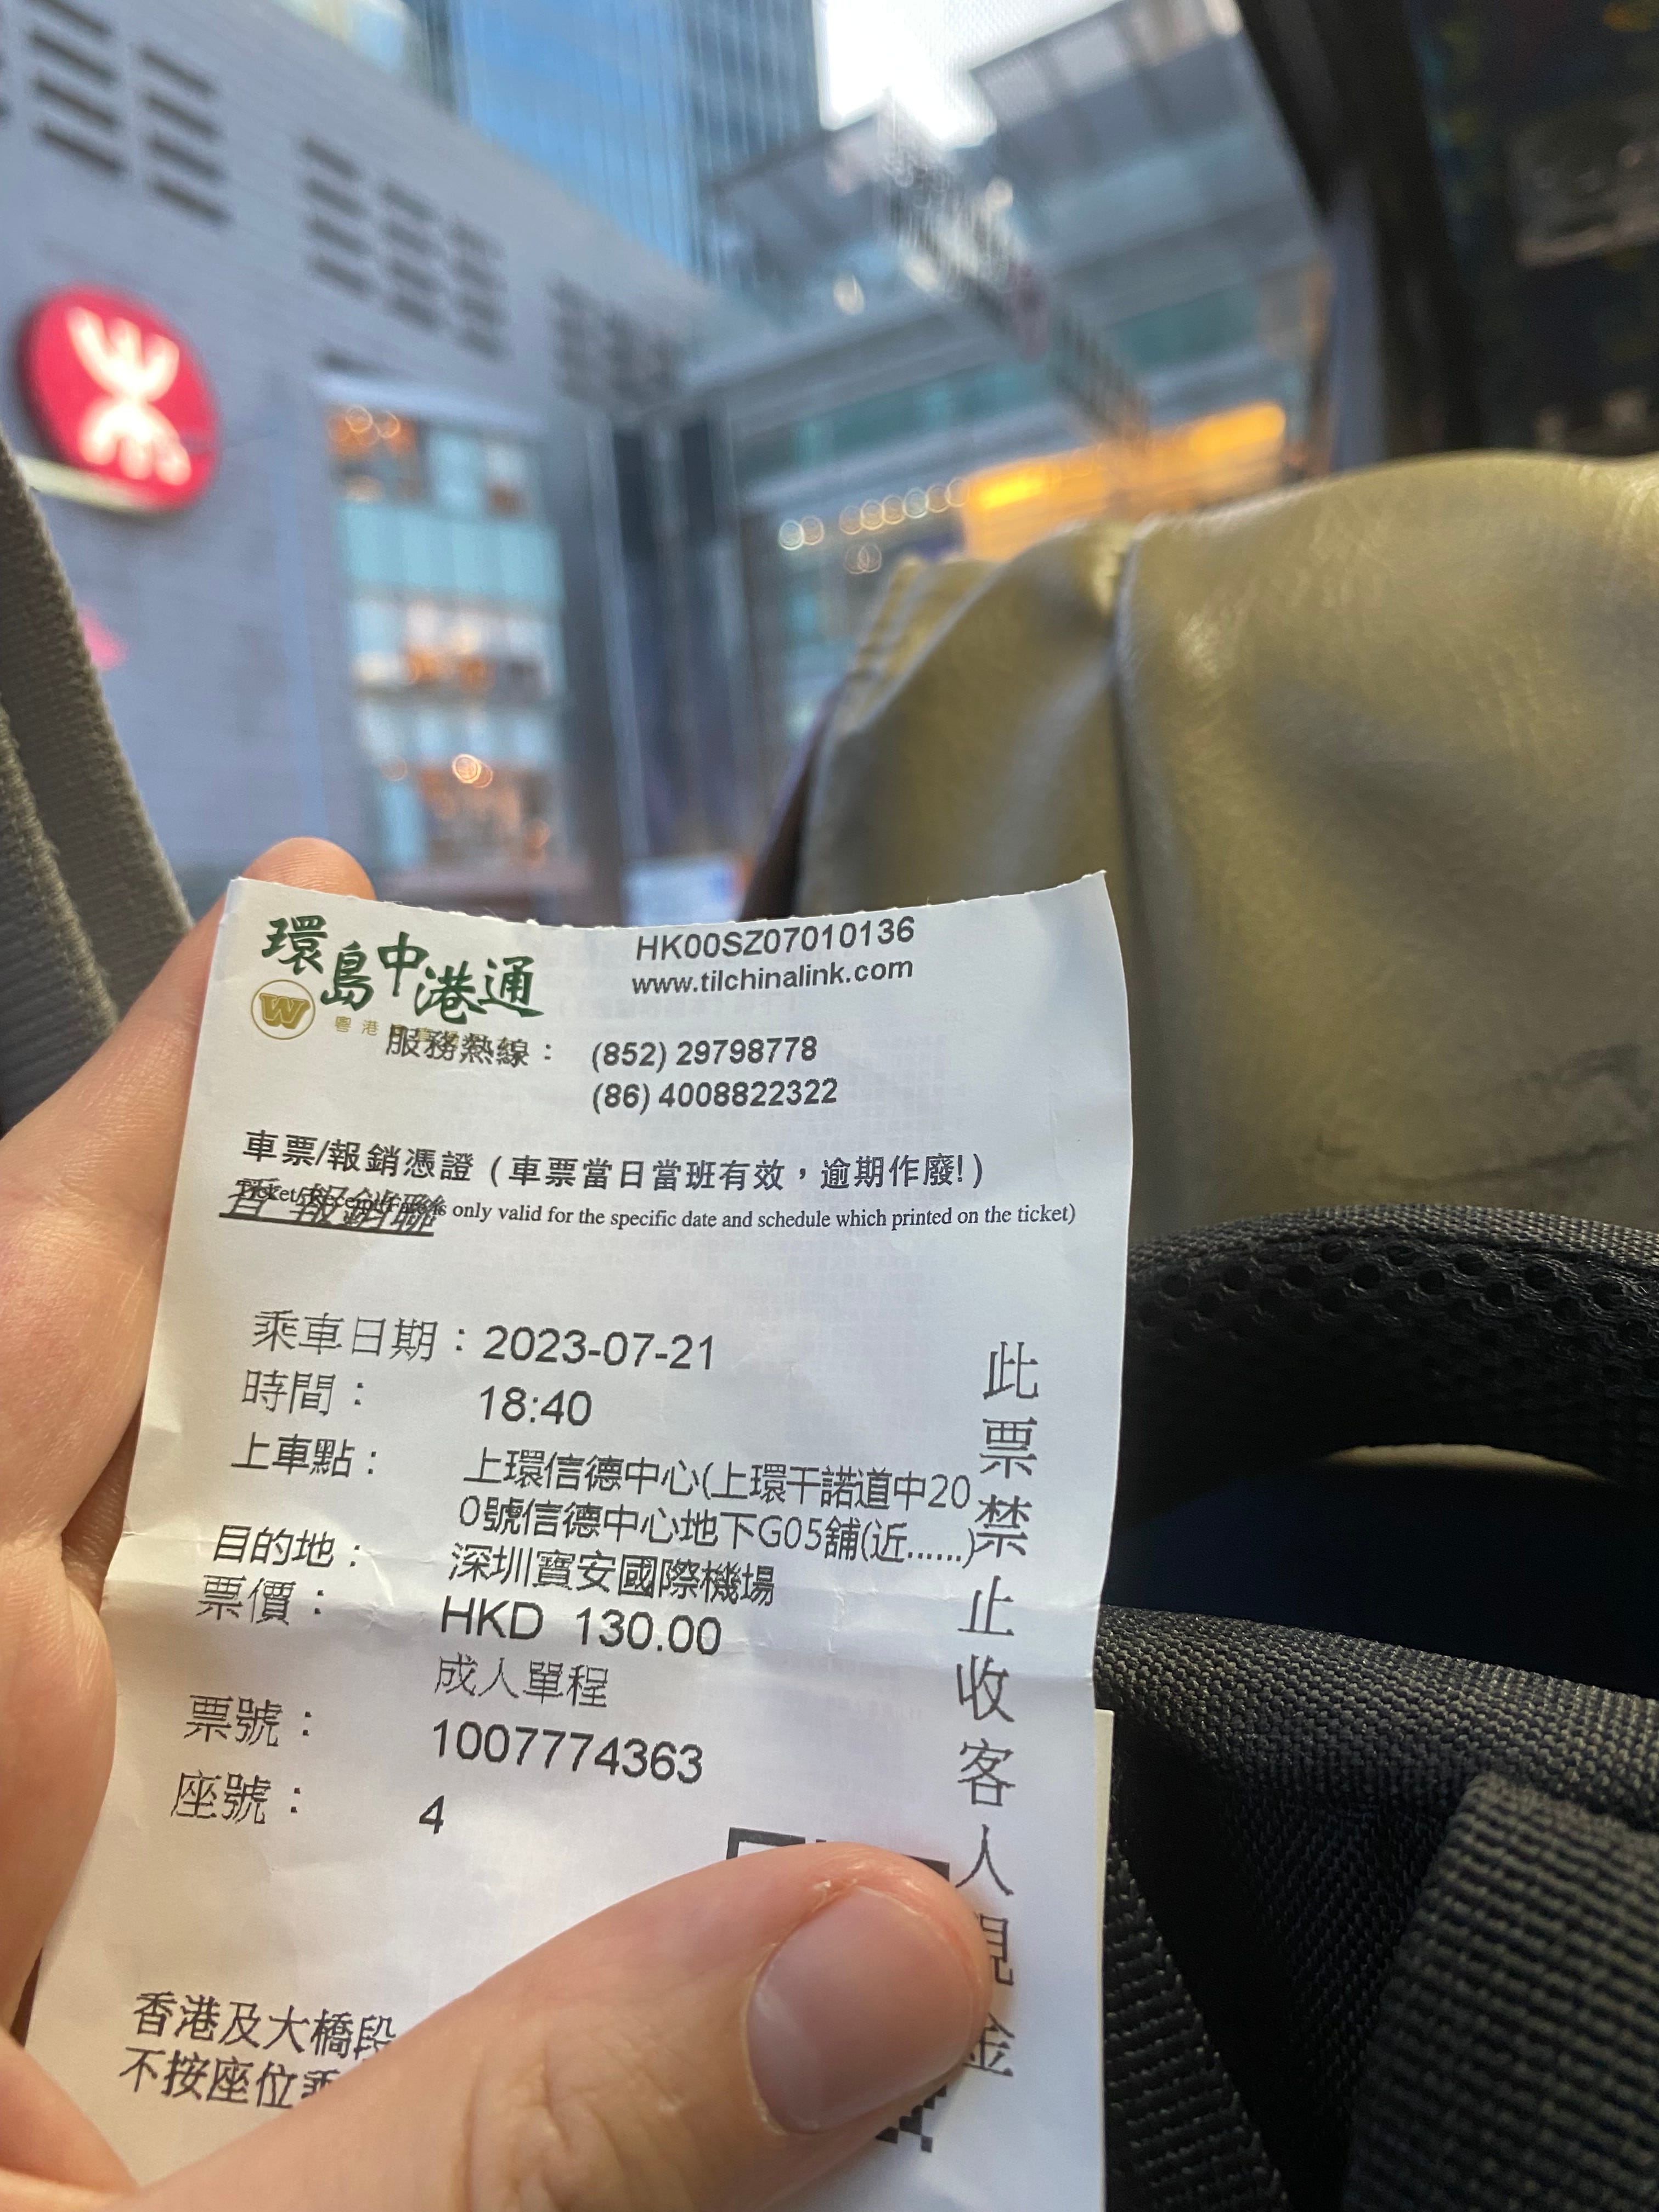 環島中港通
HK00SZ07010136
www.tilchinalink.com
服務熱線： (852) 29798778
(86) 4008822322
車票/報銷憑證（車票當日當班有效，逾期作廢!）
報銷聯
only valid for the specific date and schedule which printed on the ticket)
乘車日期：2023-07-21
時間： 18:40
上車點： 上環信德中心(上環干諾道中20
0號信德中心地下G05舖(近......)
目的地： 深圳寶安國際機場
票價： HKD 130.00
成人單程
票號： 1007774363
座號： 4
此票禁止收客人現金
香港及大橋段
不按座位乘